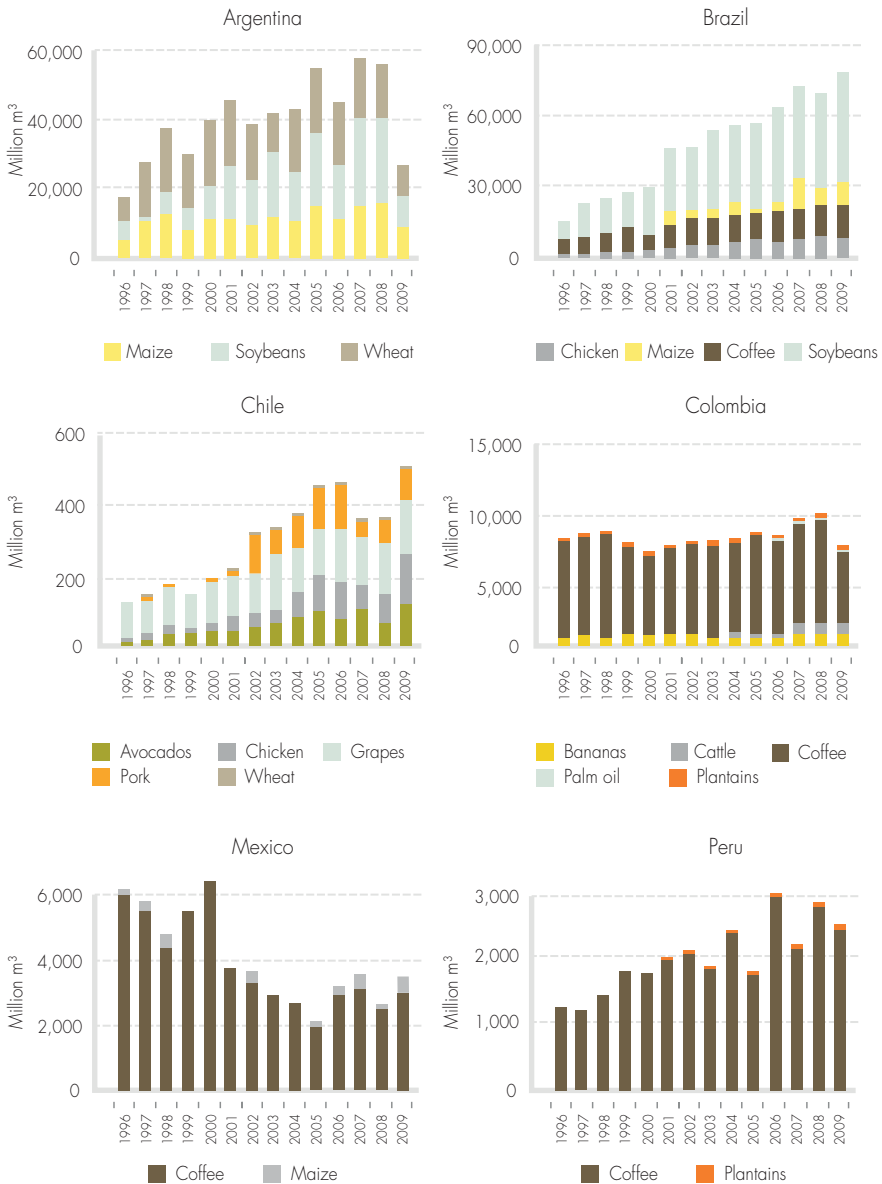 Argentina
Million m³
60,000
40,000
20,000
0
1996 1997 1998 1999 2000 2001 2002 2003 2004 2005 2006 2007 2008 2009
Maize Soybeans Wheat
Brazil
Million m³
90,000
60,000
30,000
0
1996 1997 1998 1999 2000 2001 2002 2003 2004 2005 2006 2007 2008 2009
Chicken Maize Coffee Soybeans
Chile
Million m³
600
400
200
0
1996 1997 1998 1999 2000 2001 2002 2003 2004 2005 2006 2007 2008 2009
Avocados Chicken Grapes
Pork Wheat
Colombia
Million m³
15,000
10,000
5,000
0
1996 1997 1998 1999 2000 2001 2002 2003 2004 2005 2006 2007 2008 2009
Bananas Cattle Coffee
Palm oil Plantains
Mexico
Million m³
6,000
4,000
2,000
0
1996 1997 1998 1999 2000 2001 2002 2003 2004 2005 2006 2007 2008 2009
Coffee Maize
Peru
Million m³
3,000
2,000
1,000
0
1996 1997 1998 1999 2000 2001 2002 2003 2004 2005 2006 2007 2008 2009
Coffee Plantains